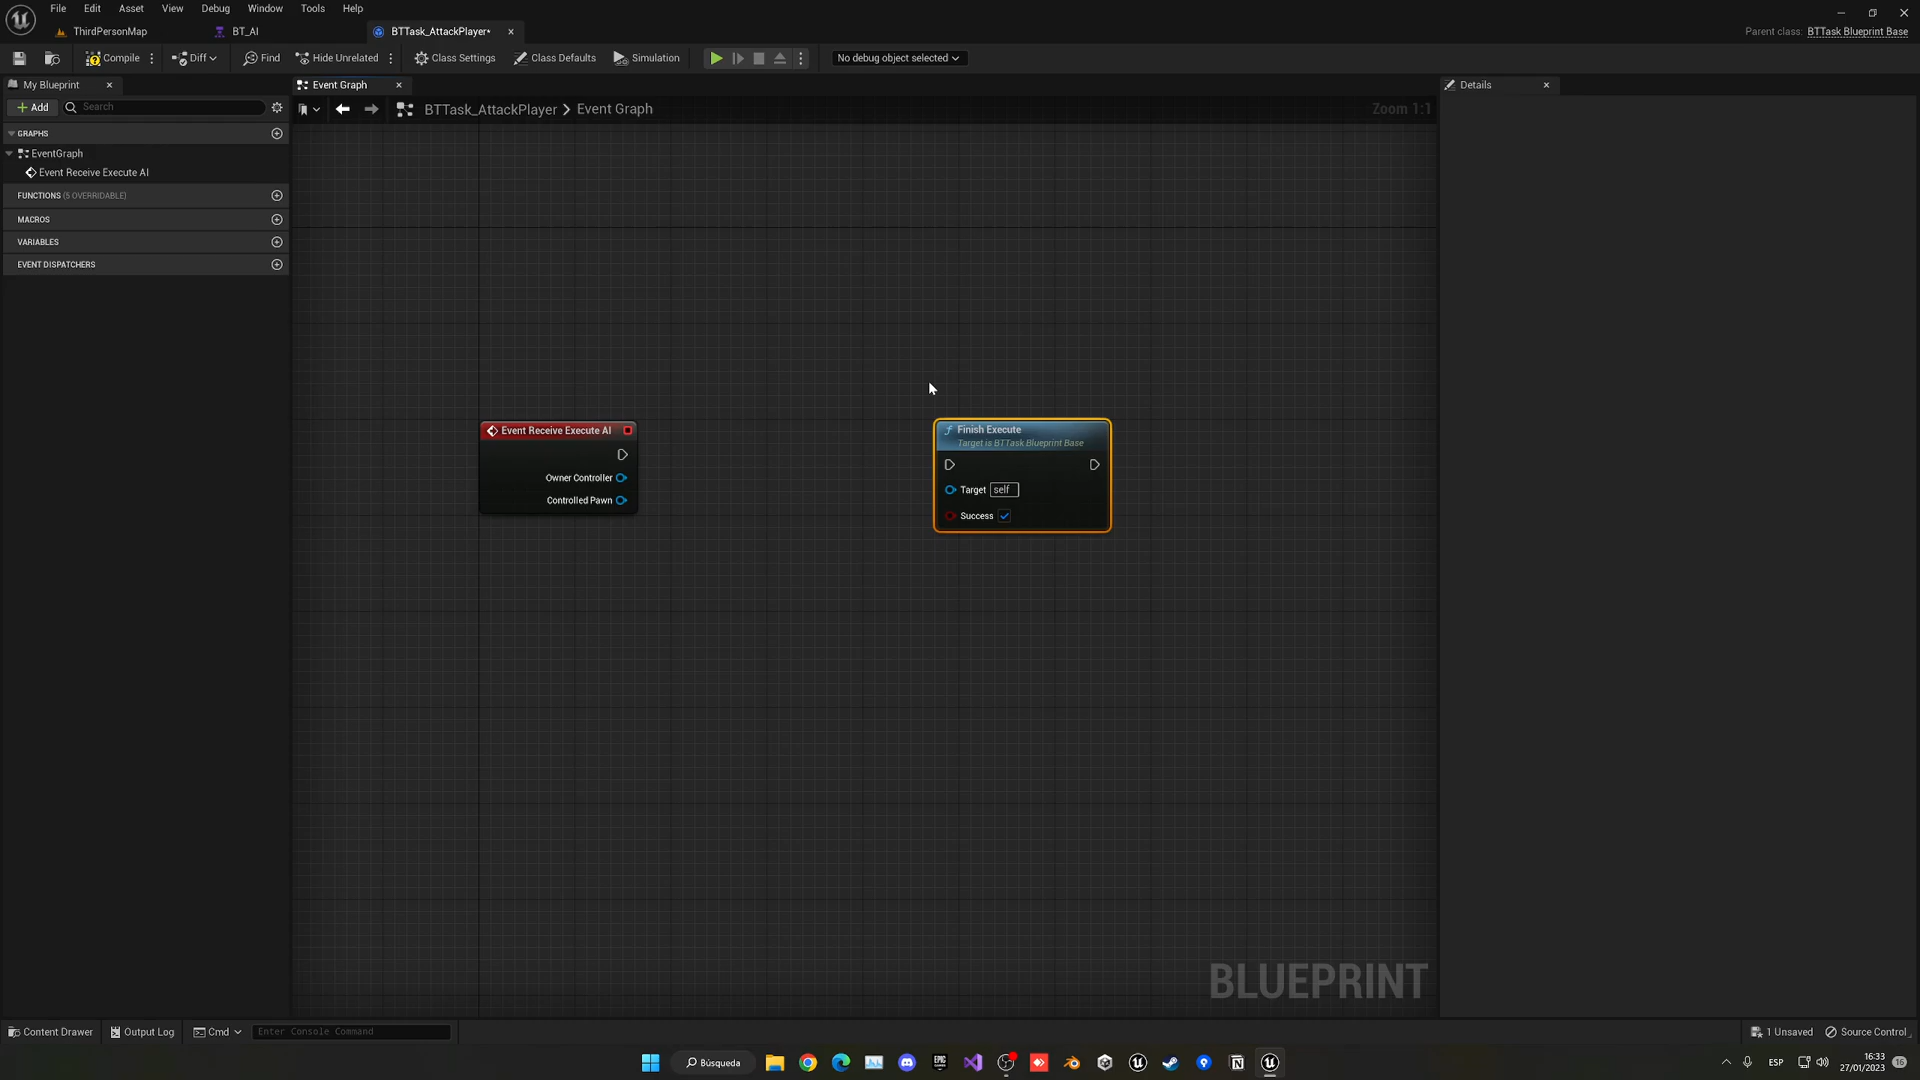 File Edit Asset View Debug Window Tools Help
ThirdPersonMap BT_AI BTTask_AttackPlayer*
Parent class: BTTask Blueprint Base
Compile Diff Find Hide Unrelated Class Settings Class Defaults Simulation No debug object selected
My Blueprint Event Graph Details
Add Search BTTask_AttackPlayer > Event Graph Zoom 1:1
GRAPHS
EventGraph
Event Receive Execute AI
FUNCTIONS (5 OVERRIDABLE)
MACROS
VARIABLES
EVENT DISPATCHERS
Event Receive Execute AI
Owner Controller
Controlled Pawn
Finish Execute
Target is BTTask Blueprint Base
Target self
Success
BLUEPRINT
Content Drawer Output Log Cmd Enter Console Command 1 Unsaved Source Control
Búsqueda ESP 16:33
27/01/2023 16